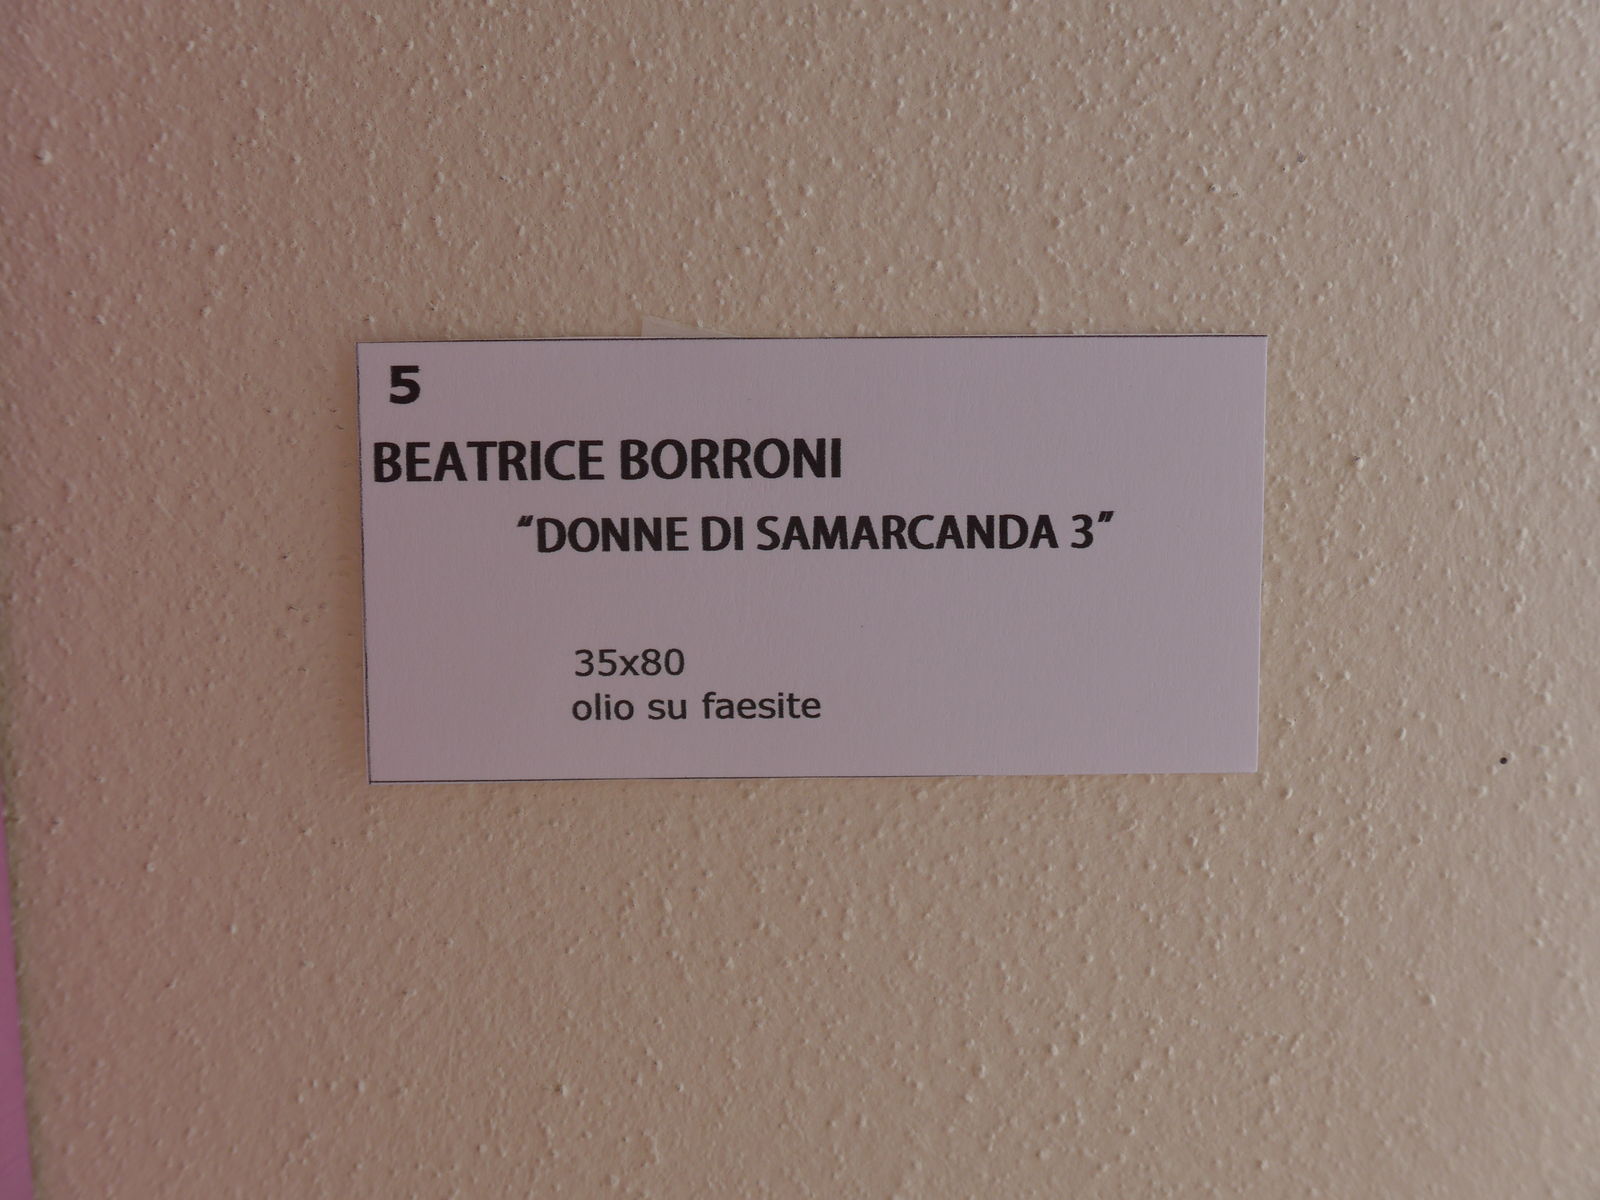 5
BEATRICE BORRONI
“DONNE DI SAMARCANDA 3”
35x80
olio su faesite